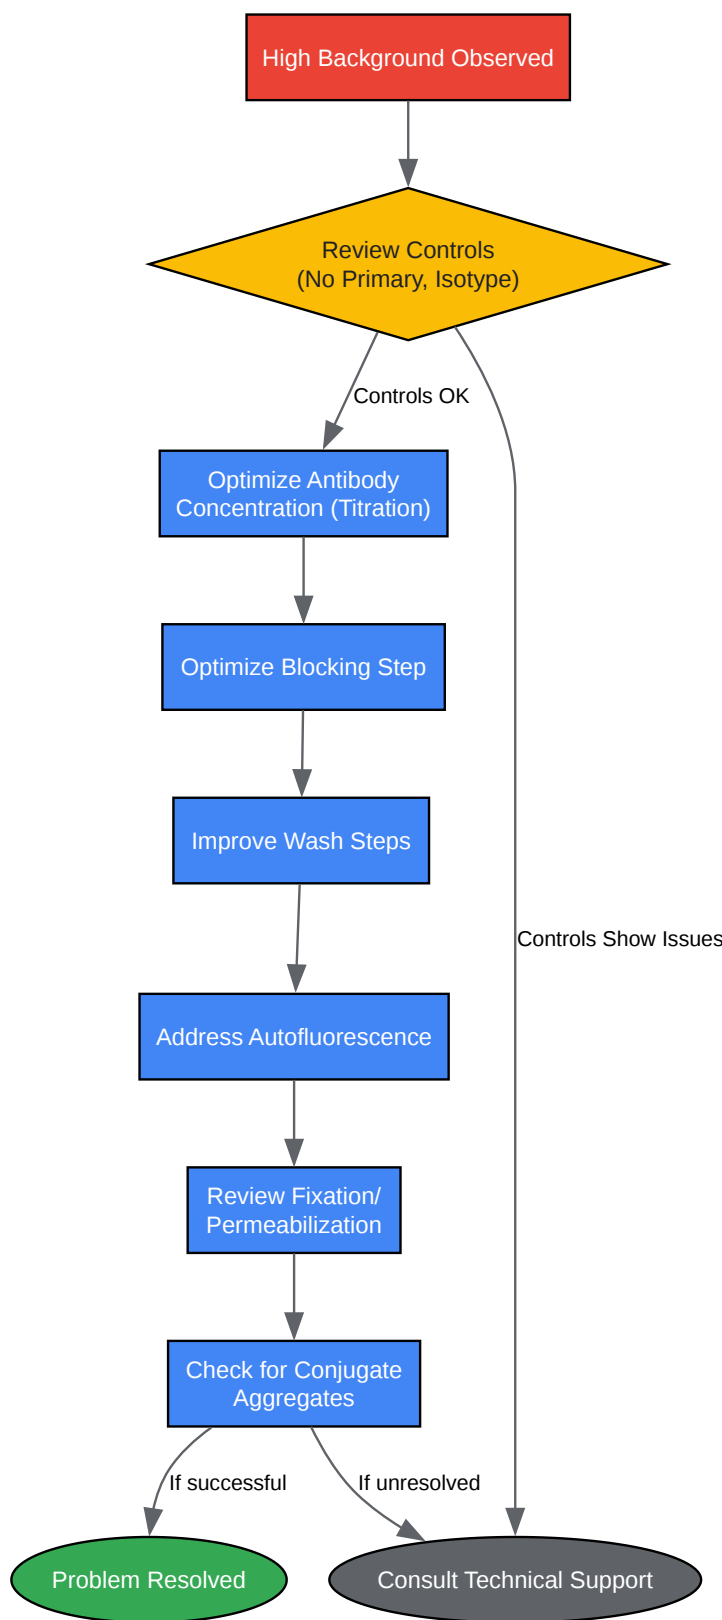 High Background Observed
Review Controls
(No Primary, Isotype)
Controls OK
Optimize Antibody
Concentration (Titration)
Optimize Blocking Step
Improve Wash Steps
Controls Show Issues
Address Autofluorescence
Review Fixation/
Permeabilization
Check for Conjugate
Aggregates
If successful
If unresolved
Problem Resolved
Consult Technical Support